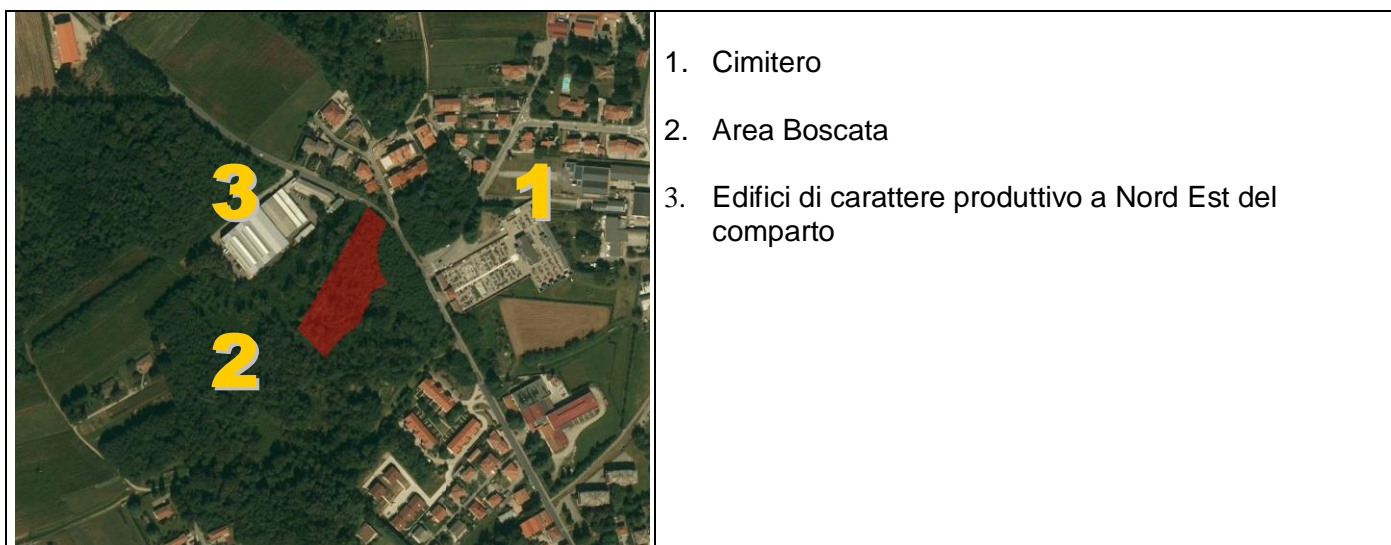 3
1
2
1. Cimitero
2. Area Boscata
3. Edifici di carattere produttivo a Nord Est del
comparto